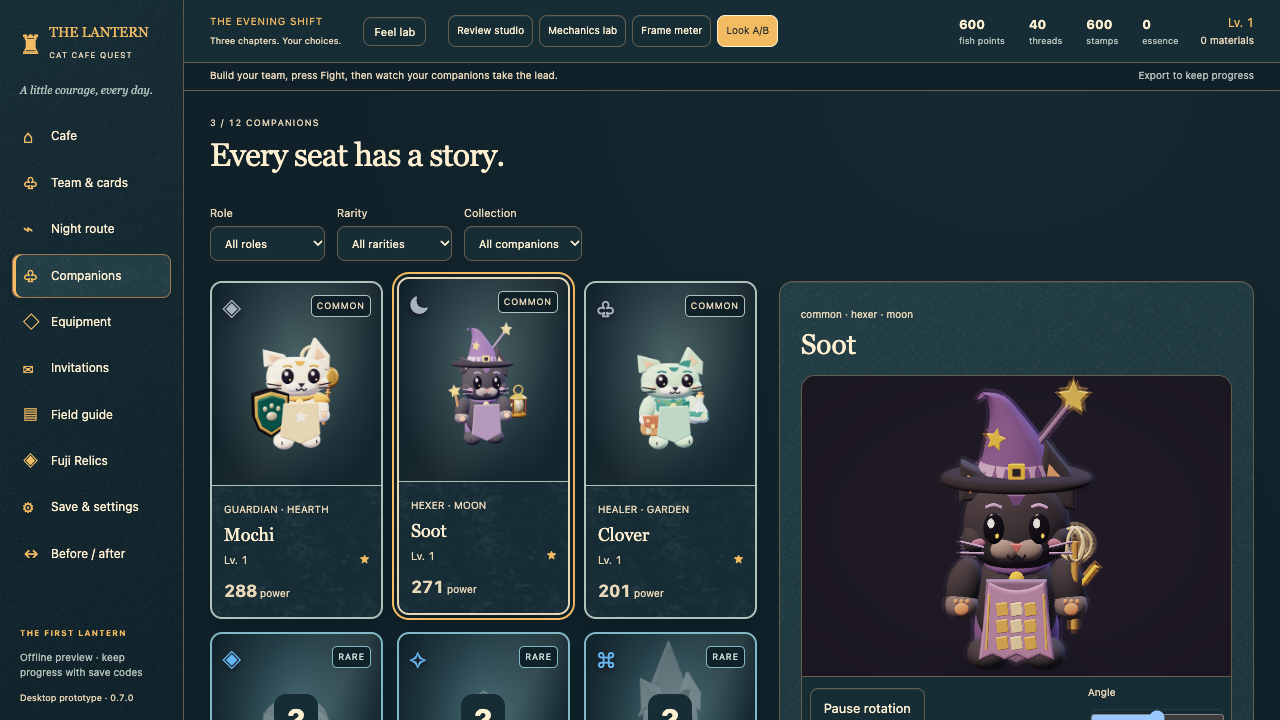 THE LANTERN
CAT CAFE QUEST
A little courage, every day.
Cafe
Team & cards
Night route
Companions
Equipment
Invitations
Field guide
Fuji Relics
Save & settings
Before / after
THE FIRST LANTERN
Offline preview · keep
progress with save codes
Desktop prototype · 0.7.0
THE EVENING SHIFT
Three chapters. Your choices.
Feel lab
Review studio
Mechanics lab
Frame meter
Look A/B
600
fish points
40
threads
600
stamps
0
essence
Lv. 1
0 materials
Build your team, press Fight, then watch your companions take the lead.
Export to keep progress
3 / 12 COMPANIONS
Every seat has a story.
Role
Rarity
Collection
All roles
All rarities
All companions
COMMON
GUARDIAN · HEARTH
Mochi
Lv. 1
288 power
COMMON
HEXER · MOON
Soot
Lv. 1
271 power
COMMON
HEALER · GARDEN
Clover
Lv. 1
201 power
RARE
?
RARE
?
RARE
?
common · hexer · moon
Soot
Pause rotation
Angle